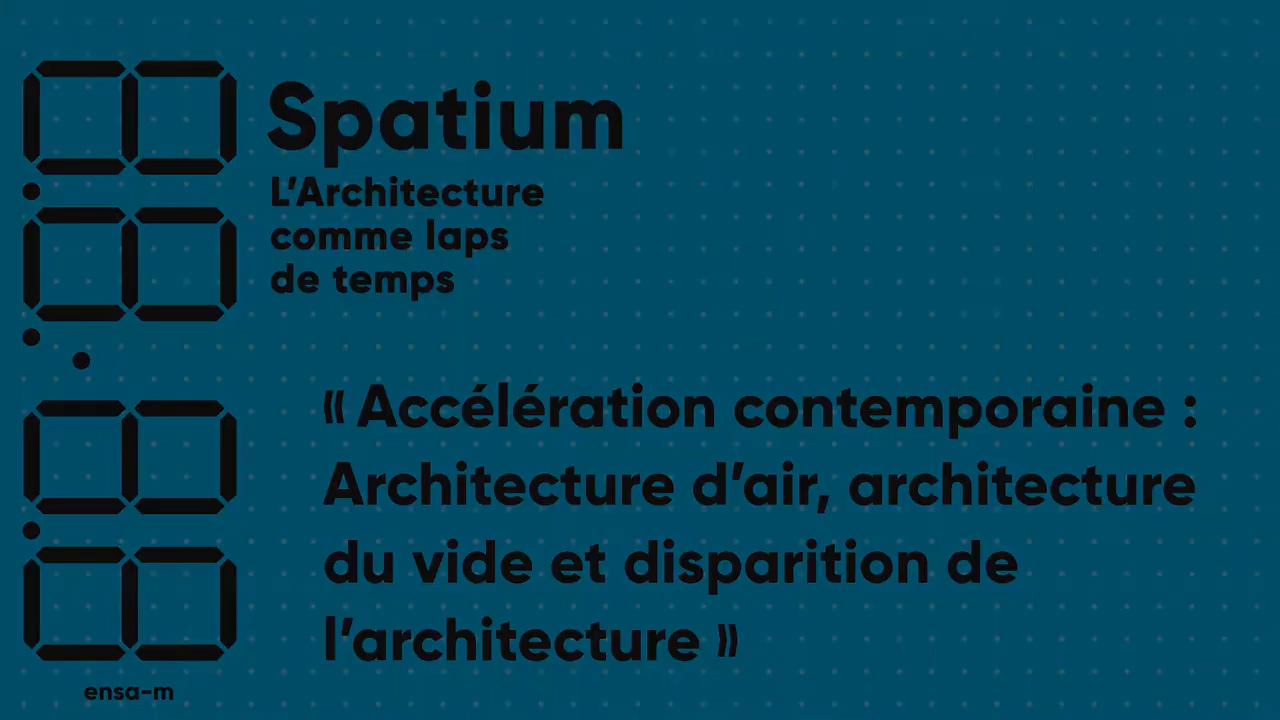 Spatium
L’Architecture
comme laps
de temps
« Accélération contemporaine :
Architecture d’air, architecture
du vide et disparition de
l’architecture »
ensa-m